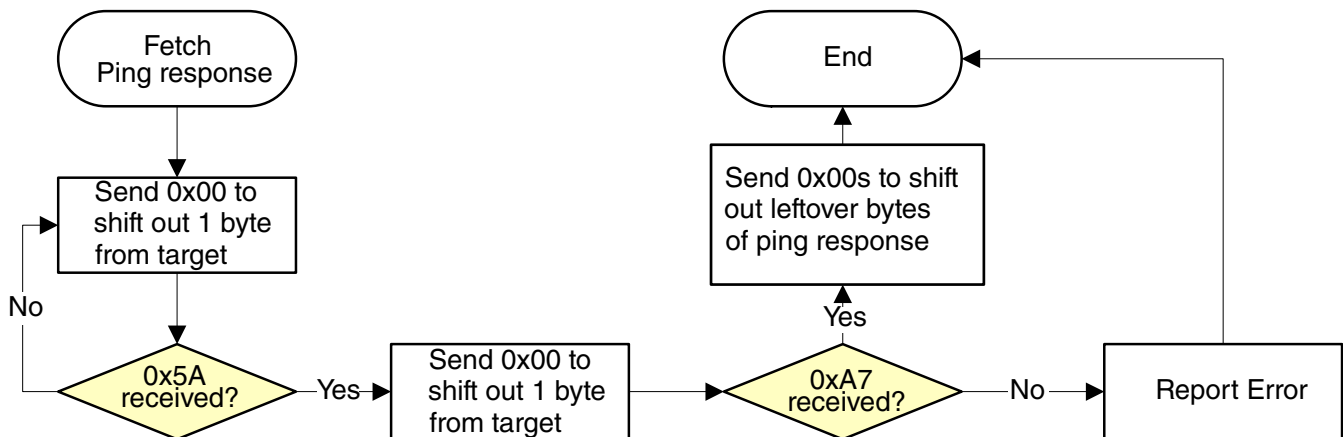 Fetch
Ping response
Send 0x00 to
shift out 1 byte
from target
No
0x5A
received?
Yes
Send 0x00 to
shift out 1 byte
from target
0xA7
received?
Yes
Send 0x00s to shift
out leftover bytes
of ping response
End
No
Report Error